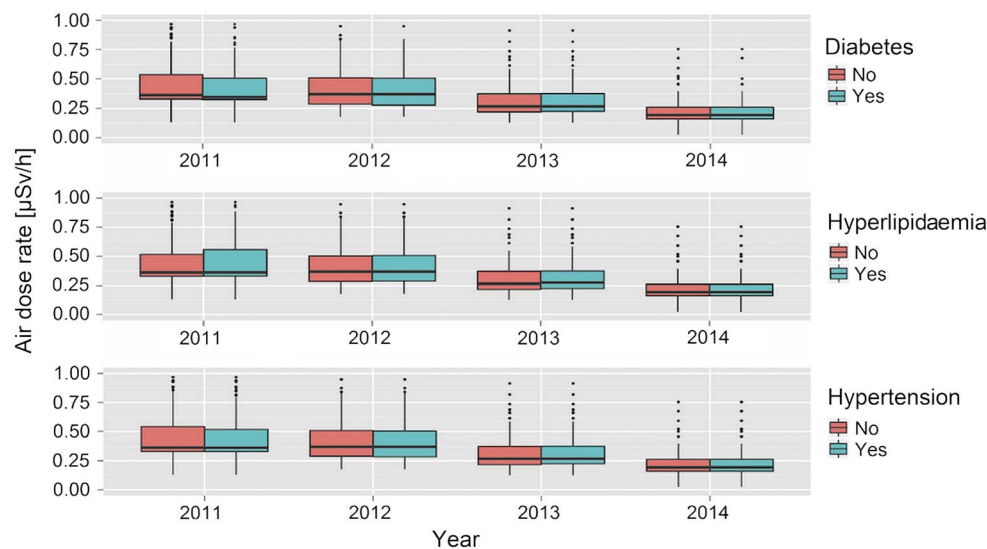 Air dose rate [μSv/h]
1.00
0.75
0.50
0.25
0.00
2011 2012 2013 2014
Diabetes
No
Yes
1.00
0.75
0.50
0.25
0.00
2011 2012 2013 2014
Hyperlipidaemia
No
Yes
1.00
0.75
0.50
0.25
0.00
2011 2012 2013 2014
Hypertension
No
Yes
Year